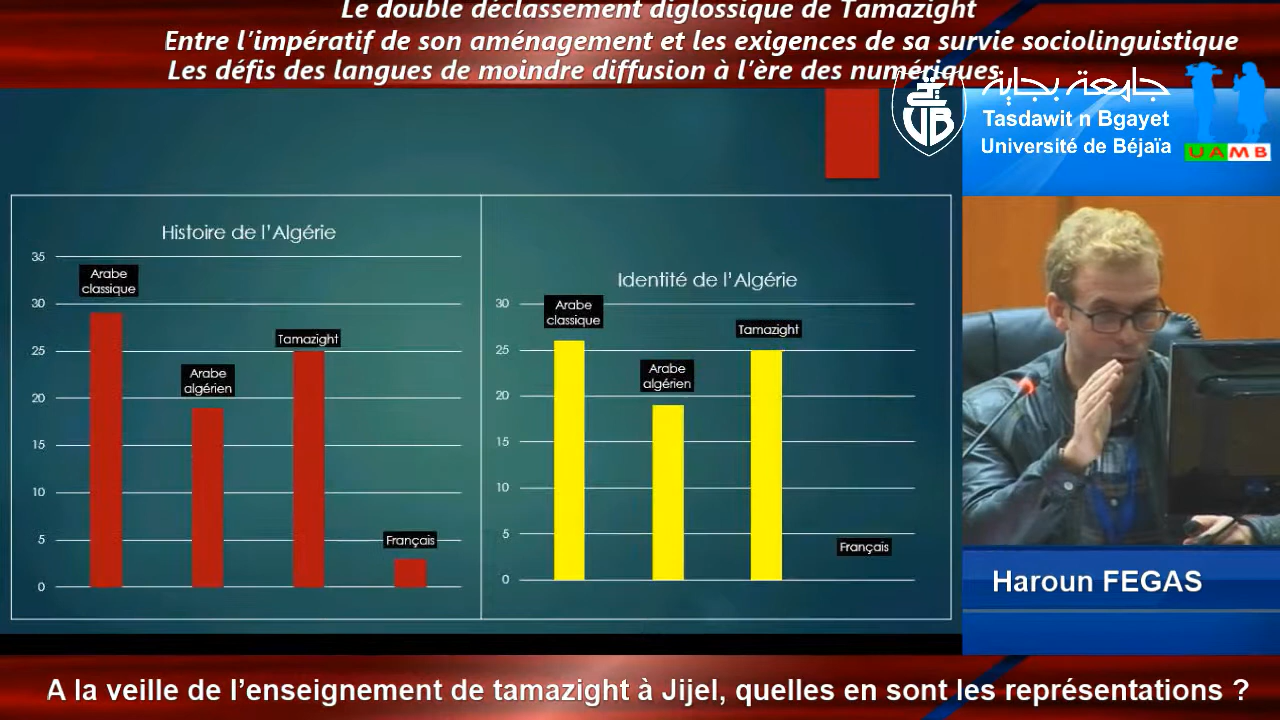 Le double déclassement diglossique de Tamazight
Entre l'impératif de son aménagement et les exigences de sa survie sociolinguistique
Les défis des langues de moindre diffusion à l'ère des numériques
جامعة بجاية
Tasdawit n Bgayet
Université de Béjaïa
UB
UAMB
Histoire de l'Algérie
35
30
25
20
15
10
5
0
Arabe
classique
Arabe
algérien
Tamazight
Français
Identité de l'Algérie
30
25
20
15
10
5
0
Arabe
classique
Arabe
algérien
Tamazight
Français
Haroun FEGAS
A la veille de l'enseignement de tamazight à Jijel, quelles en sont les représentations ?